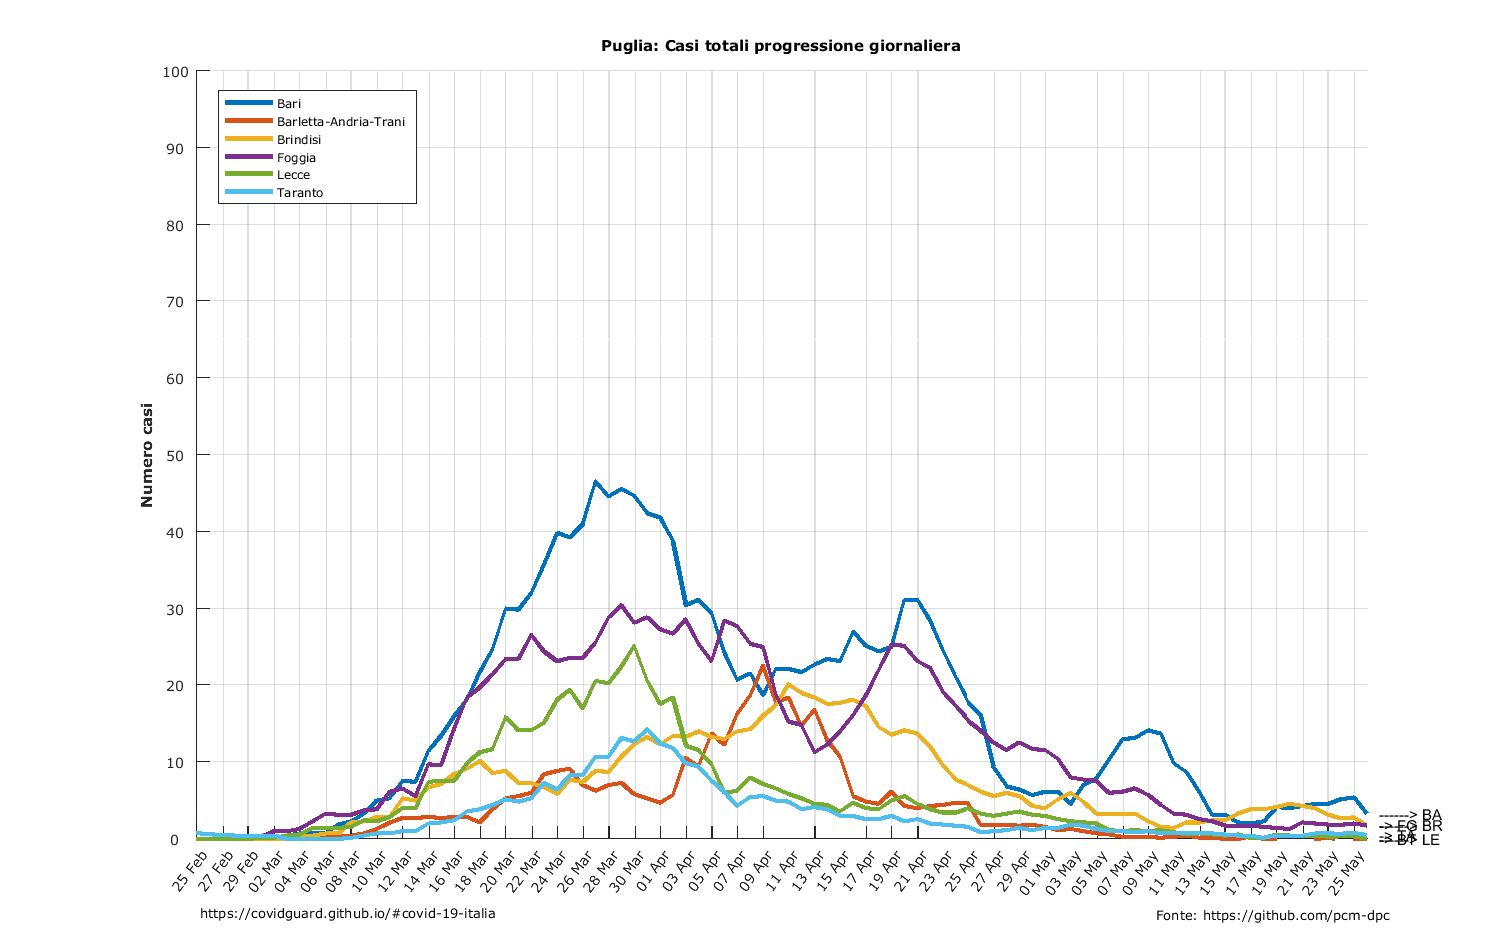 Puglia: Casi totali progressione giornaliera
Numero casi
100
90
80
70
60
50
40
30
20
10
0
Bari
Barletta-Andria-Trani
Brindisi
Foggia
Lecce
Taranto
25 Feb
27 Feb
29 Feb
02 Mar
04 Mar
06 Mar
08 Mar
10 Mar
12 Mar
14 Mar
16 Mar
18 Mar
20 Mar
22 Mar
24 Mar
26 Mar
28 Mar
30 Mar
01 Apr
03 Apr
05 Apr
07 Apr
09 Apr
11 Apr
13 Apr
15 Apr
17 Apr
19 Apr
21 Apr
23 Apr
25 Apr
27 Apr
29 Apr
01 May
03 May
05 May
07 May
09 May
11 May
13 May
15 May
17 May
19 May
21 May
23 May
25 May
------> BA
BR
LE
https://covidguard.github.io/#covid-19-italia
Fonte: https://github.com/pcm-dpc